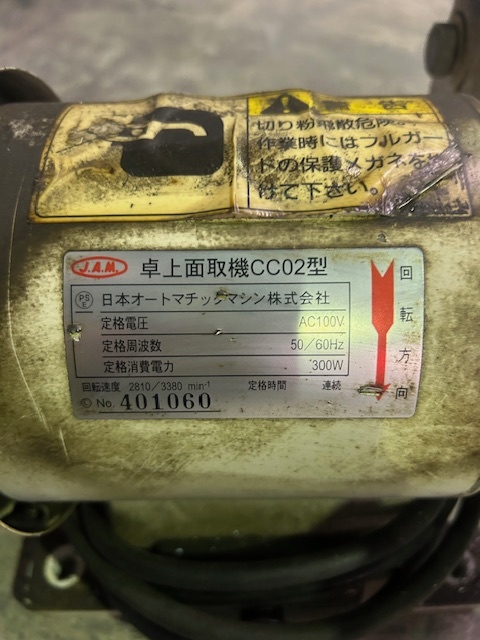 切り粉飛散危険
作業時にはフルガー
ドの保護メガネを
けて下さい。
J.A.M. 卓上面取機CC02型
PS E 日本オートマチックマシン株式会社
定格電圧 AC100V
定格周波数 50/60Hz
定格消費電力 300W
回転速度 2810/3380 min-1 定格時間 連続
No. 401060
回転方向